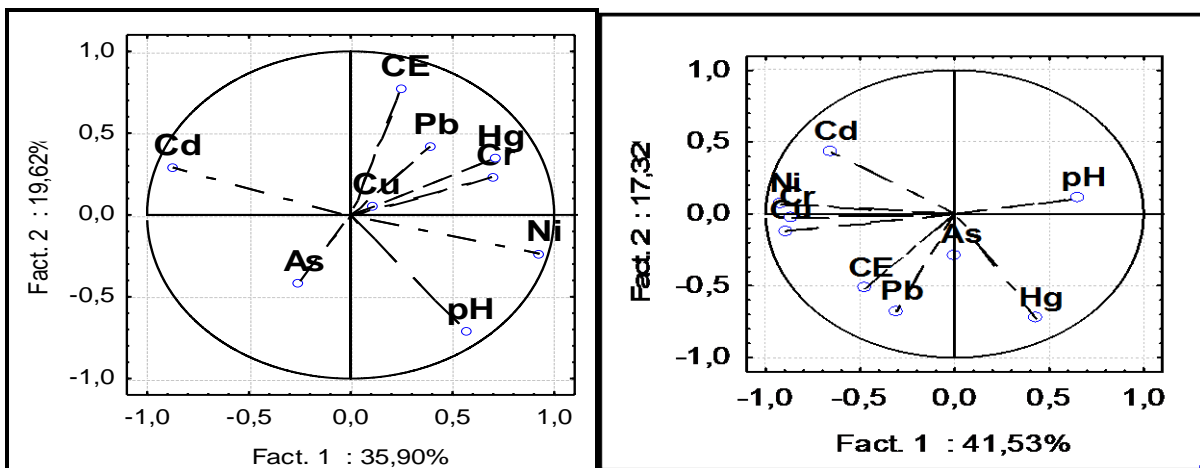 1,0
0,5
0,0
-0,5
-1,0
Fact. 2 : 19,62%
CE
Pb
Hg
Cr
Cd
Cu
Ni
As
pH
-1,0 -0,5 0,0 0,5 1,0
Fact. 1 : 35,90%
1,0
0,5
0,0
-0,5
-1,0
Fact. 2 : 17,32
Cd
Ni
Cr
Cu
pH
As
CE
Pb
Hg
-1,0 -0,5 0,0 0,5 1,0
Fact. 1 : 41,53%